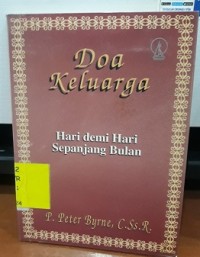 Doa
Keluarga
Hari demi Hari
Sepanjang Bulan
P. Peter Byrne, C.Ss.R.